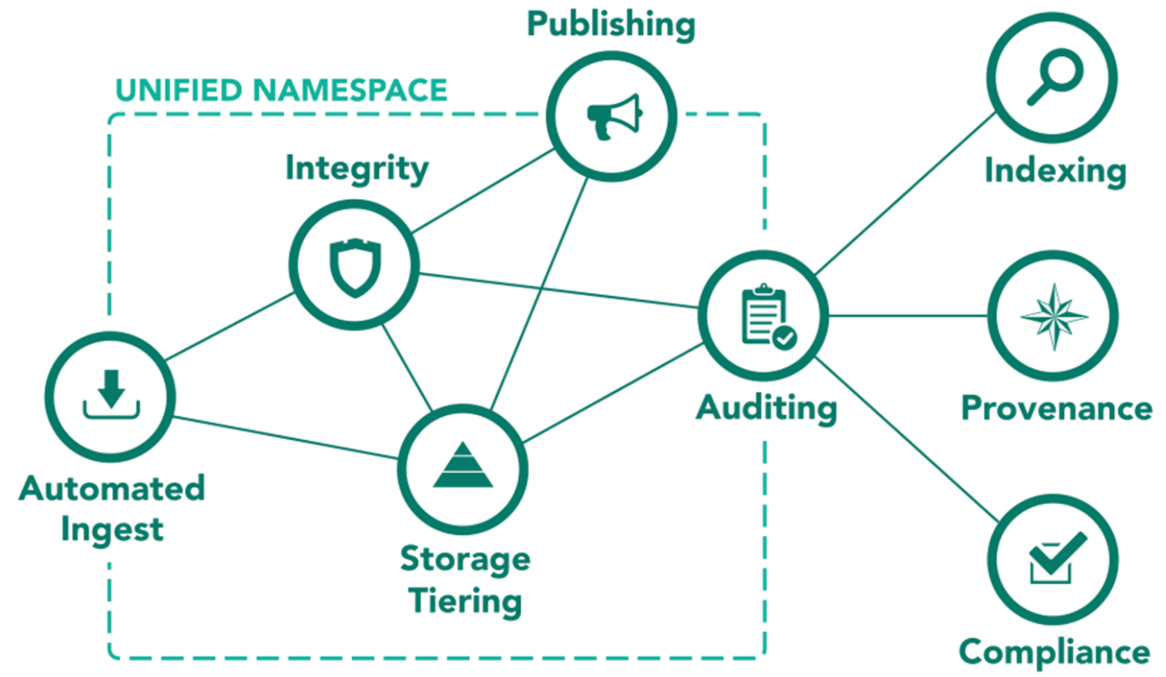 Publishing
UNIFIED NAMESPACE
Integrity
Indexing
Auditing
Provenance
Automated
Ingest
Storage
Tiering
Compliance